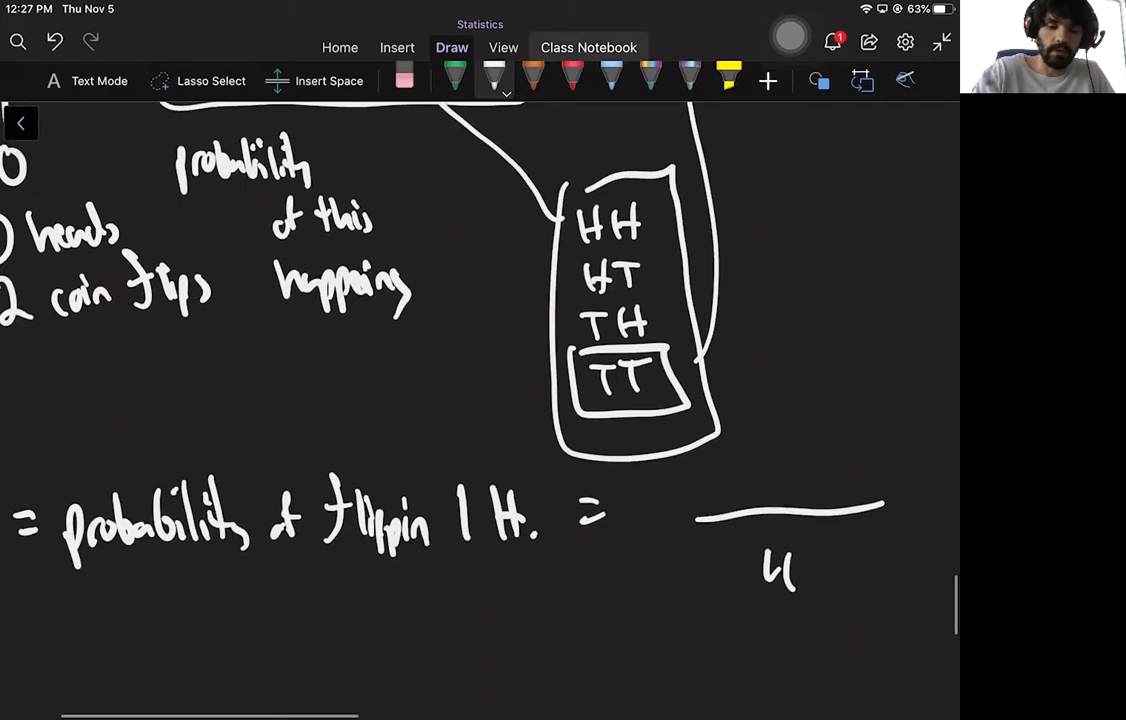 12:27 PM Thu Nov 5
63%
Statistics
Home Insert Draw View Class Notebook
1
Text Mode Lasso Select Insert Space
0 probability
heads of this
2 coin flips happening
HH
HT
TH
TT
= probability of flippin 1 H. =
4